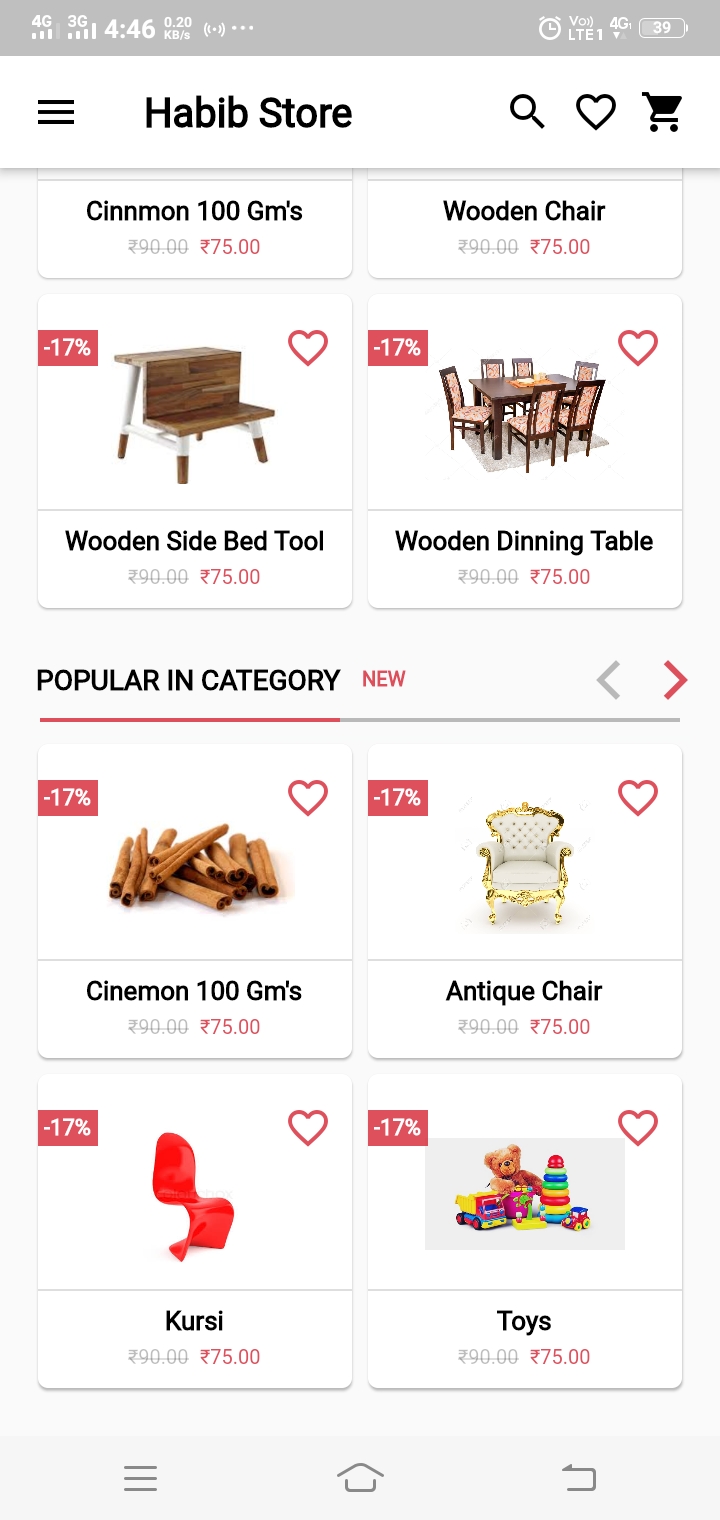 4G 3G 4:46 0.20 KB/s Vo)) LTE1 4G 39
Habib Store
Cinnmon 100 Gm's Wooden Chair
₹90.00 ₹75.00 ₹90.00 ₹75.00
-17% -17%
Wooden Side Bed Tool Wooden Dinning Table
₹90.00 ₹75.00 ₹90.00 ₹75.00
POPULAR IN CATEGORY NEW
-17% -17%
Cinemon 100 Gm's Antique Chair
₹90.00 ₹75.00 ₹90.00 ₹75.00
-17% -17%
Kursi Toys
₹90.00 ₹75.00 ₹90.00 ₹75.00